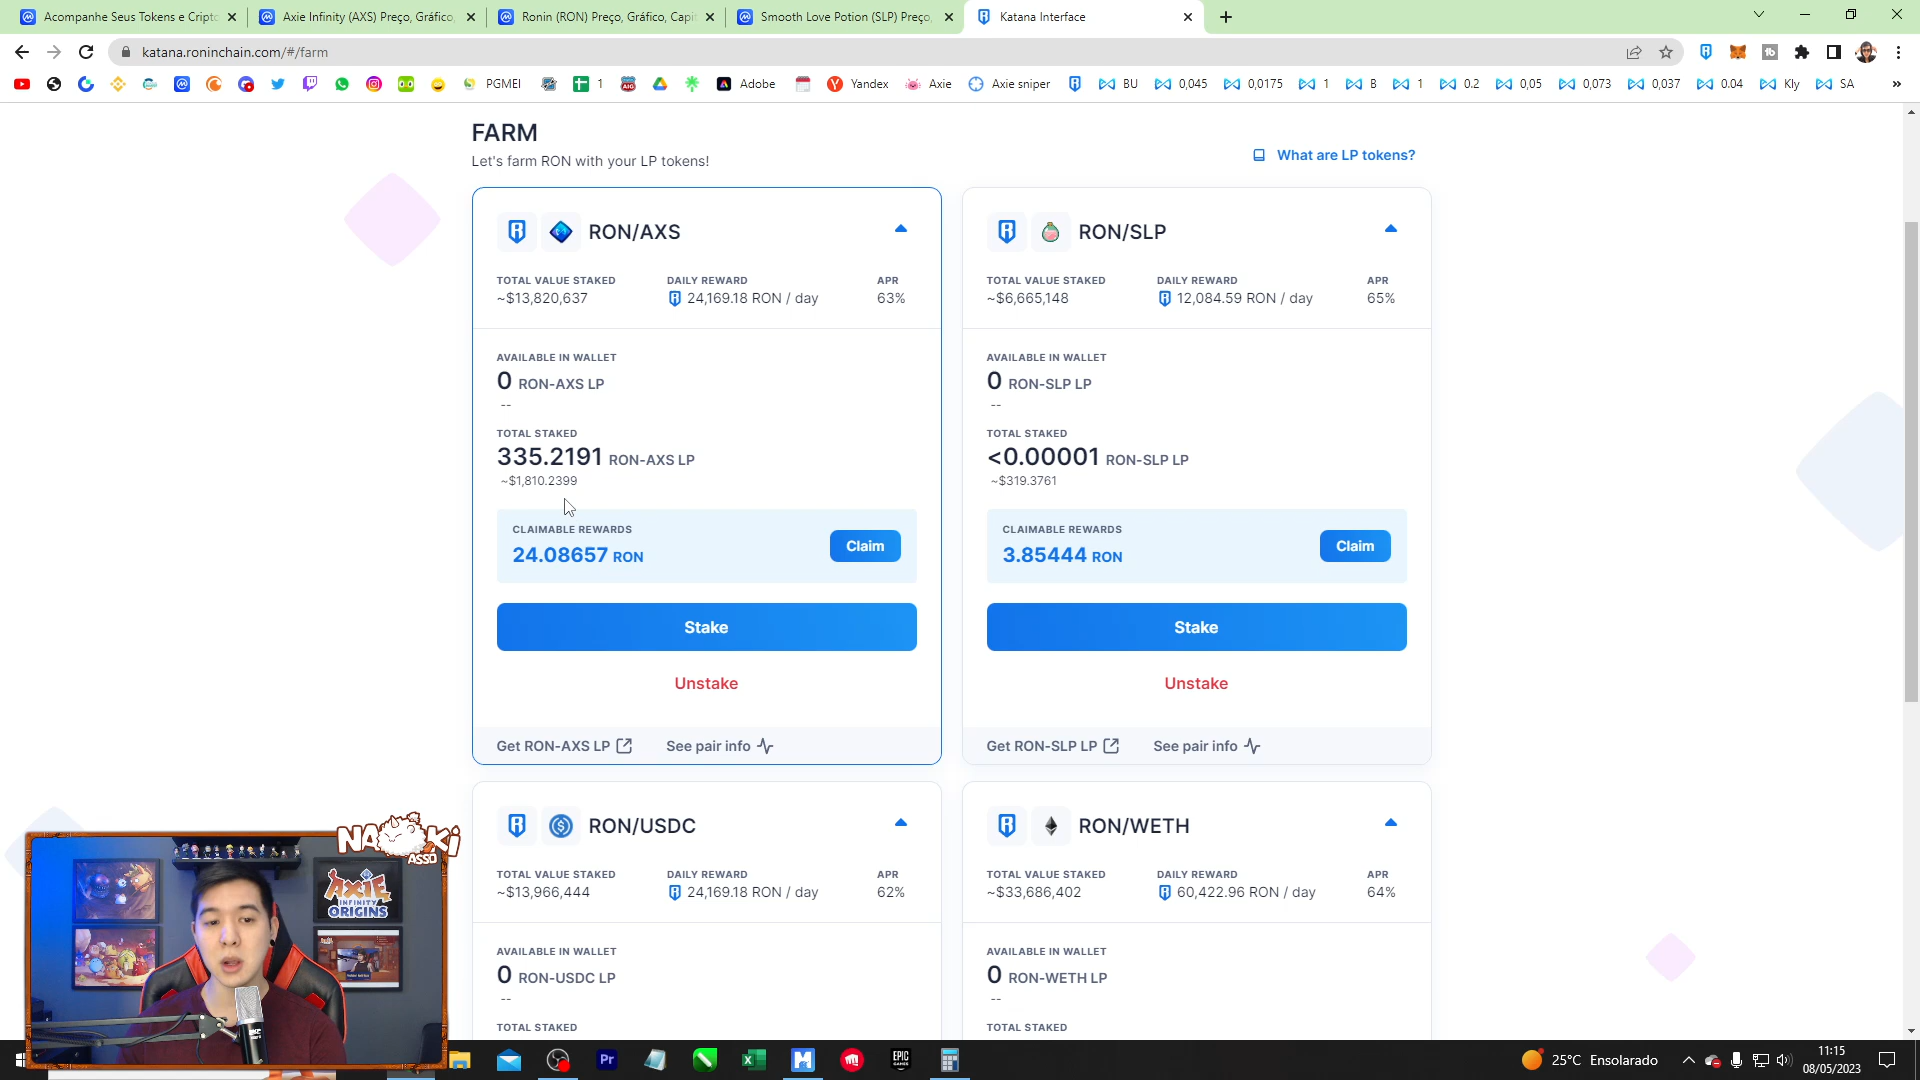 Acompanhe Seus Tokens e Cripto
Axie Infinity (AXS) Preço, Gráfico,
Ronin (RON) Preço, Gráfico, Capit
Smooth Love Potion (SLP) Preço,
Katana Interface
katana.roninchain.com/#/farm
PGMEI
1
Adobe
Yandex
Axie
Axie sniper
BU
0,045
0,0175
1
B
1
0.2
0,05
0,073
0,037
0.04
Kly
SA
FARM
Let's farm RON with your LP tokens!
What are LP tokens?
RON/AXS
TOTAL VALUE STAKED
DAILY REWARD
APR
~$13,820,637
24,169.18 RON / day
63%
AVAILABLE IN WALLET
0 RON-AXS LP
--
TOTAL STAKED
335.2191 RON-AXS LP
~$1,810.2399
CLAIMABLE REWARDS
24.08657 RON
Claim
Stake
Unstake
Get RON-AXS LP
See pair info
RON/SLP
TOTAL VALUE STAKED
DAILY REWARD
APR
~$6,665,148
12,084.59 RON / day
65%
AVAILABLE IN WALLET
0 RON-SLP LP
--
TOTAL STAKED
<0.00001 RON-SLP LP
~$319.3761
CLAIMABLE REWARDS
3.85444 RON
Claim
Stake
Unstake
Get RON-SLP LP
See pair info
RON/USDC
TOTAL VALUE STAKED
DAILY REWARD
APR
~$13,966,444
24,169.18 RON / day
62%
AVAILABLE IN WALLET
0 RON-USDC LP
--
TOTAL STAKED
RON/WETH
TOTAL VALUE STAKED
DAILY REWARD
APR
~$33,686,402
60,422.96 RON / day
64%
AVAILABLE IN WALLET
0 RON-WETH LP
--
TOTAL STAKED
NAOKI
ASSO
AXIE
INFINITY
ORIGINS
Pr
EPIC
GAMES
25°C Ensolarado
11:15
08/05/2023